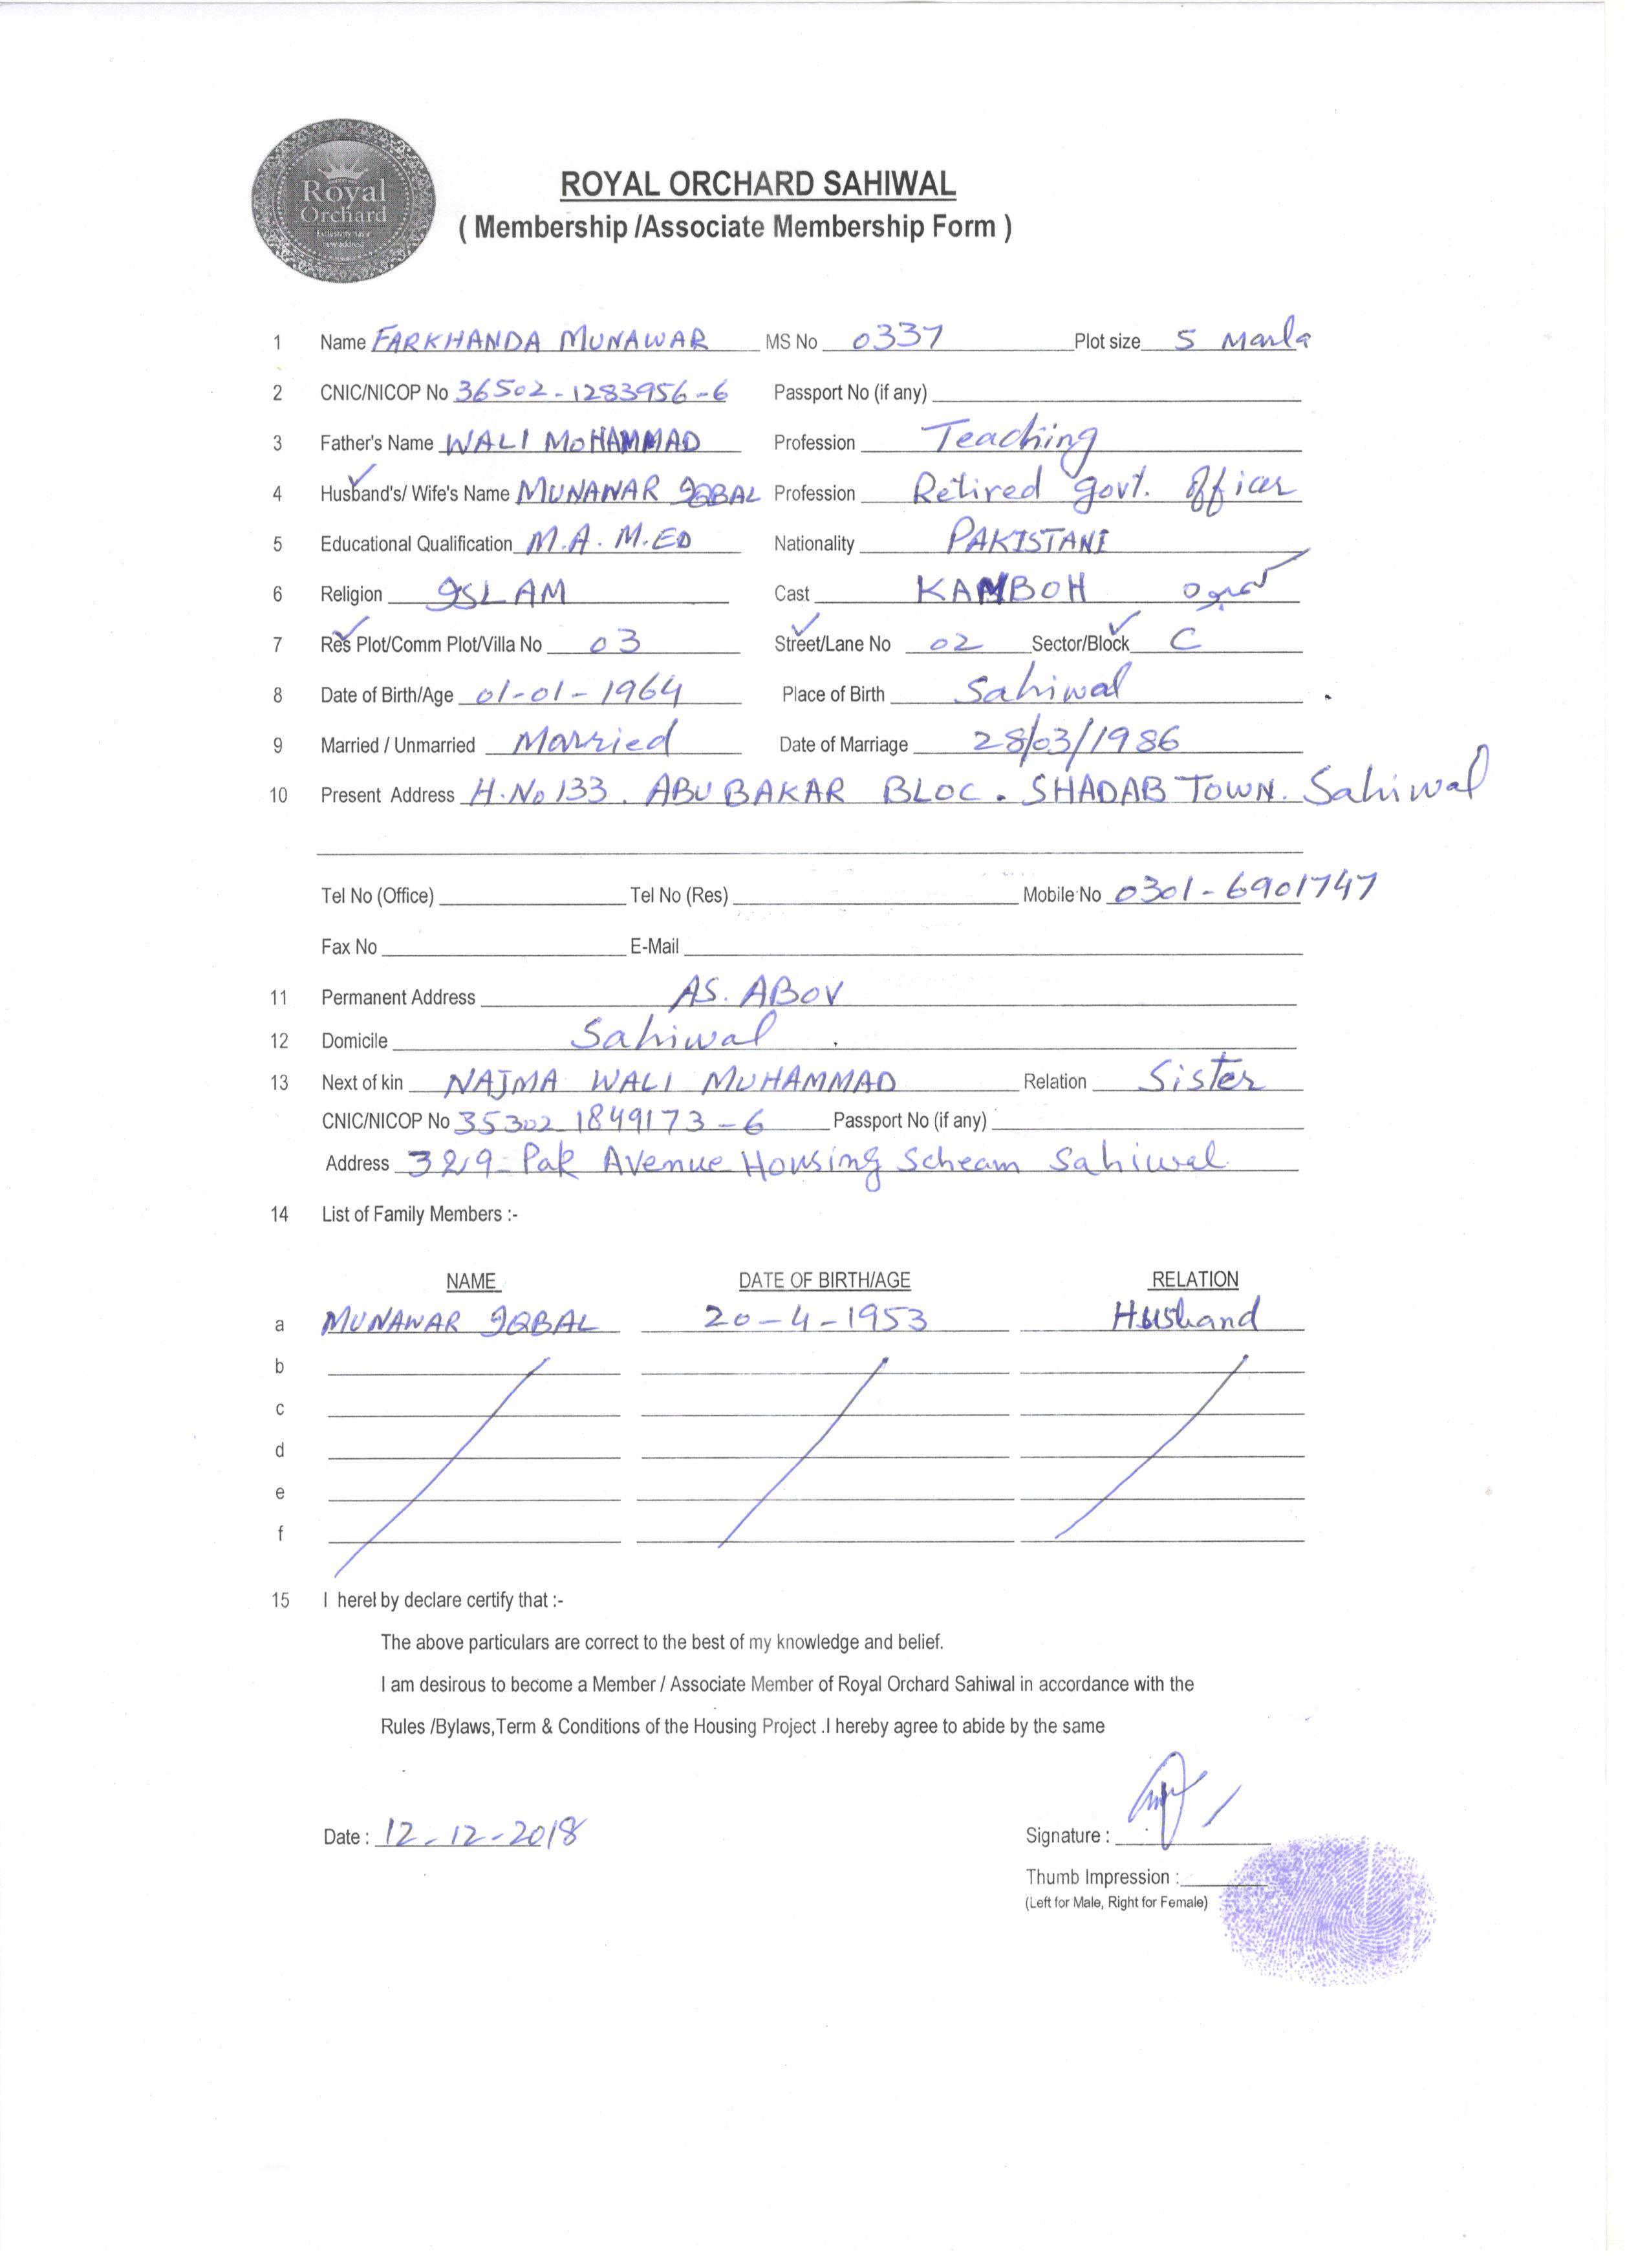 Royal
Orchard
ROYAL ORCHARD SAHIWAL
( Membership /Associate Membership Form )
1 Name FARKHANDA MUNAWAR MS No 0337 Plot size 5 Marla
2 CNIC/NICOP No 36502-1283956-6 Passport No (if any)
3 Father's Name WALI MOHAMMAD Profession Teaching
4 Husband's/ Wife's Name MUNAWAR IQBAL Profession Retired govt. officer
5 Educational Qualification M.A. M.ED Nationality PAKISTANI
6 Religion ISLAM Cast KAMBOH کمبوہ
7 Res Plot/Comm Plot/Villa No 03 Street/Lane No 02 Sector/Block C
8 Date of Birth/Age 01-01-1964 Place of Birth Sahiwal
9 Married / Unmarried Married Date of Marriage 28/03/1986
10 Present Address H.No 133. ABU BAKAR BLOC. SHADAB TOWN. Sahiwal
Tel No (Office) Tel No (Res) Mobile No 0301-6901747
Fax No E-Mail
11 Permanent Address AS. ABOV
12 Domicile Sahiwal
13 Next of kin NAJMA WALI MUHAMMAD Relation Sister
CNIC/NICOP No 35302-1849173-6 Passport No (if any)
Address 329-Pak Avenue Housing Scheam Sahiwal
14 List of Family Members :-
NAME DATE OF BIRTH/AGE RELATION
a MUNAWAR IQBAL 20-4-1953 Husband
b
c
d
e
f
15 I herel by declare certify that :-
The above particulars are correct to the best of my knowledge and belief.
I am desirous to become a Member / Associate Member of Royal Orchard Sahiwal in accordance with the
Rules /Bylaws,Term & Conditions of the Housing Project .I hereby agree to abide by the same
Date : 12-12-2018 Signature :
Thumb Impression :
(Left for Male, Right for Female)